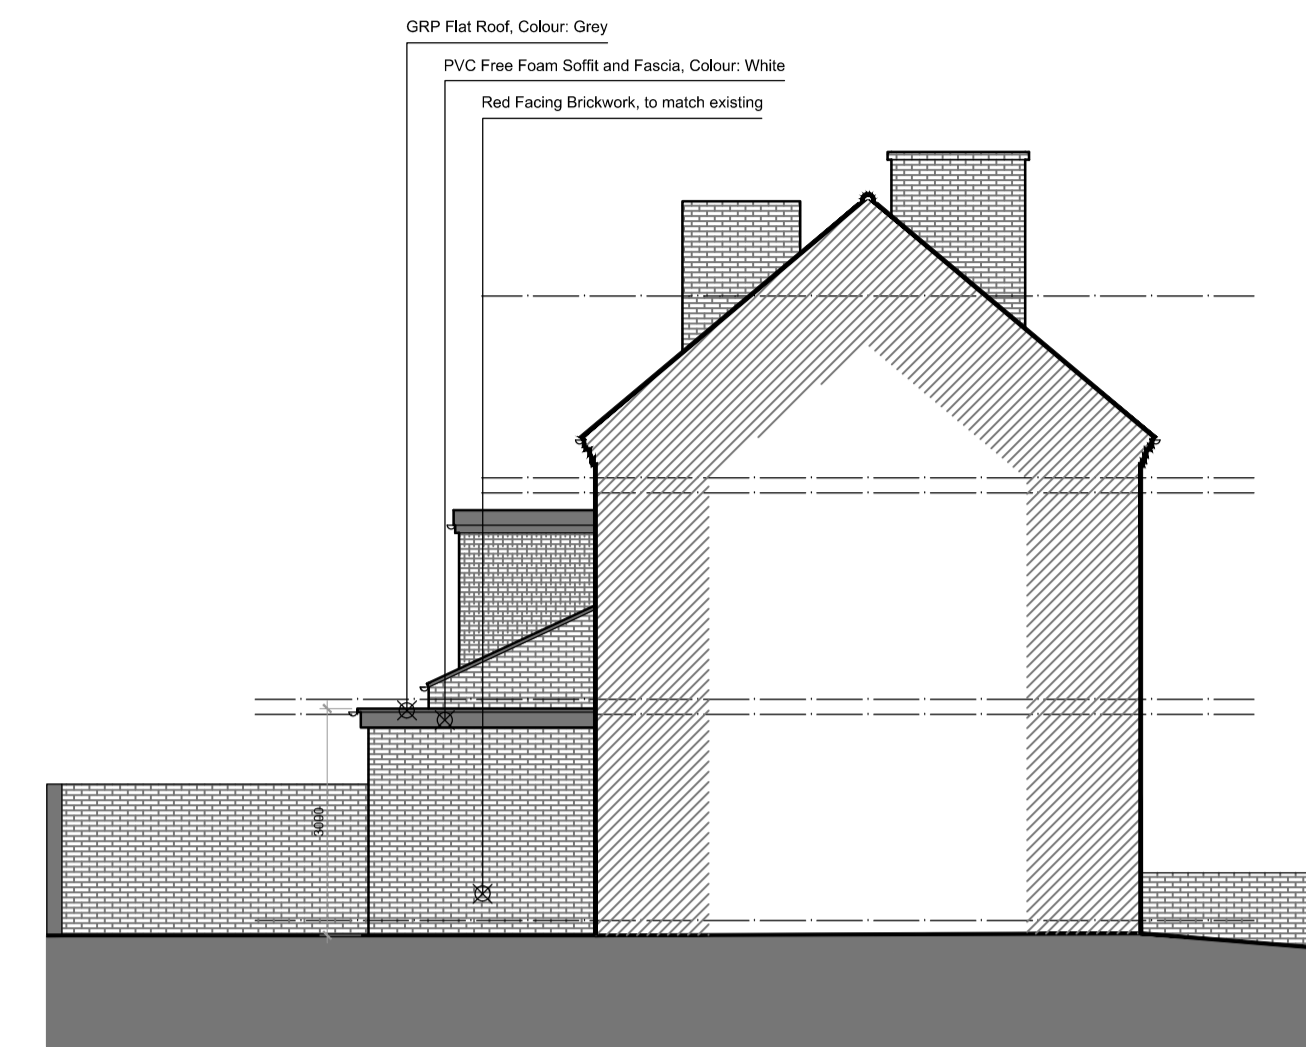 GRP Flat Roof, Colour: Grey
PVC Free Foam Soffit and Fascia, Colour: White
Red Facing Brickwork, to match existing
3000